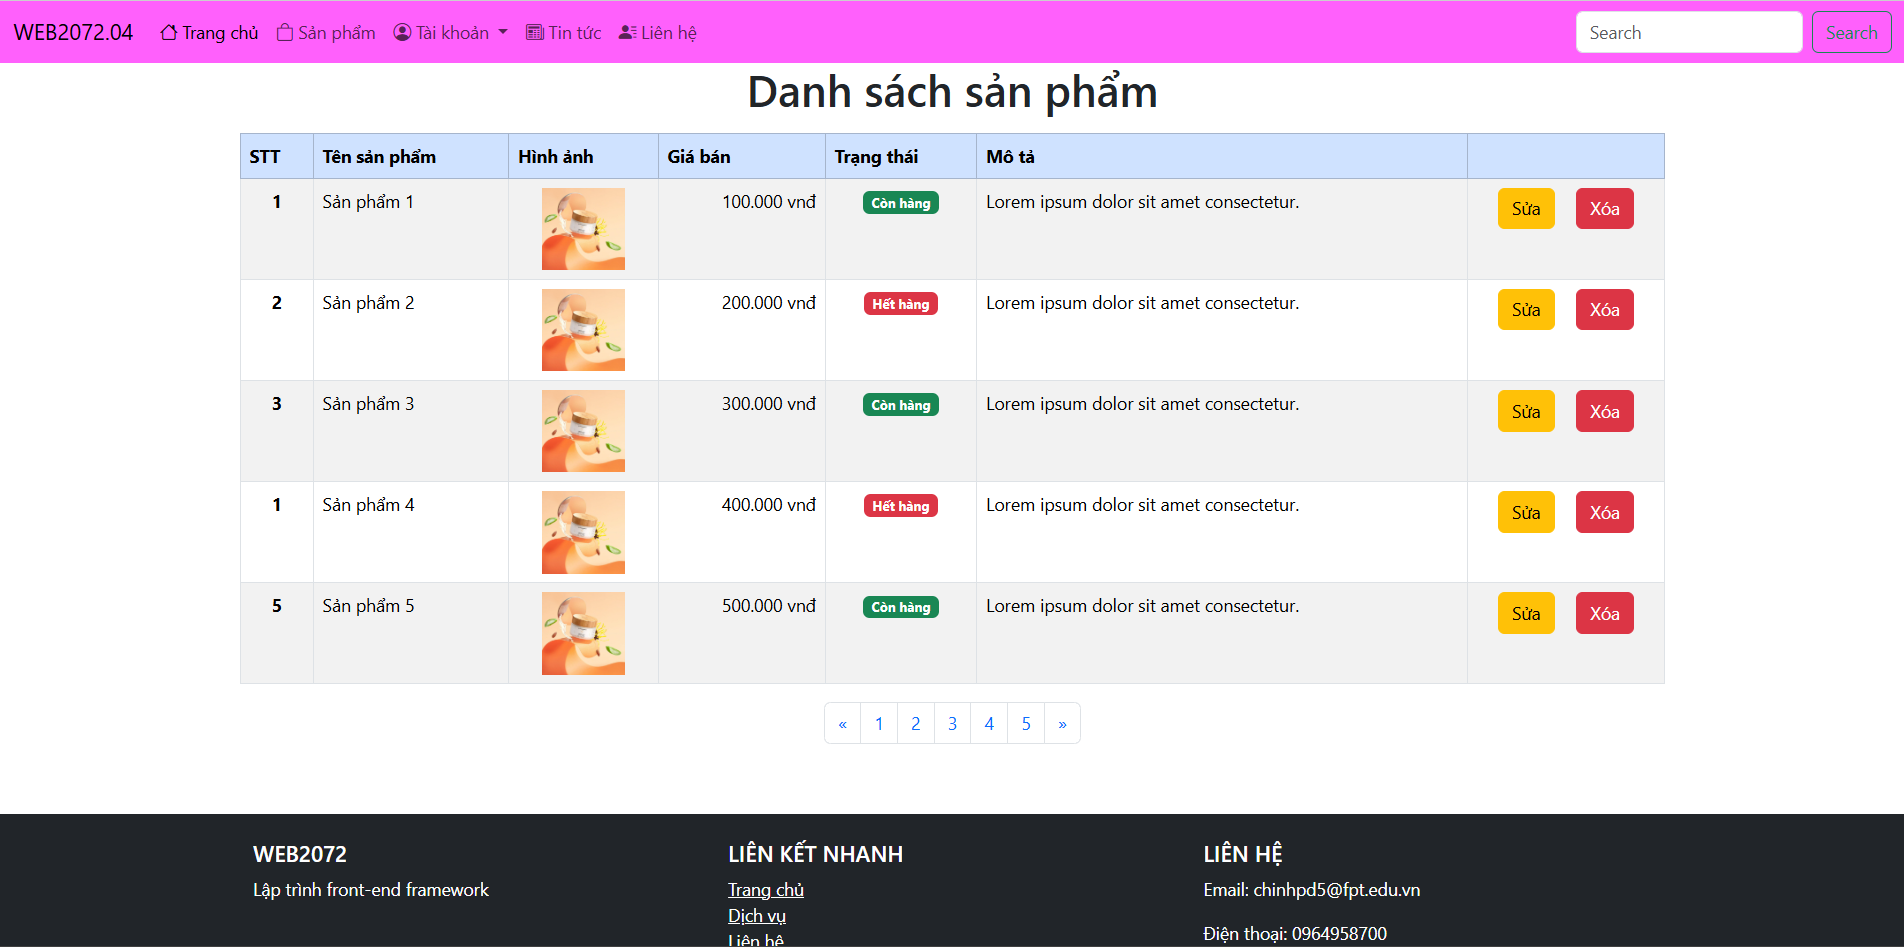 WEB2072.04 Trang chủ Sản phẩm Tài khoản Tin tức Liên hệ Search Search
Danh sách sản phẩm
STT Tên sản phẩm Hình ảnh Giá bán Trạng thái Mô tả
1 Sản phẩm 1 100.000 vnđ Còn hàng Lorem ipsum dolor sit amet consectetur. Sửa Xóa
2 Sản phẩm 2 200.000 vnđ Hết hàng Lorem ipsum dolor sit amet consectetur. Sửa Xóa
3 Sản phẩm 3 300.000 vnđ Còn hàng Lorem ipsum dolor sit amet consectetur. Sửa Xóa
1 Sản phẩm 4 400.000 vnđ Hết hàng Lorem ipsum dolor sit amet consectetur. Sửa Xóa
5 Sản phẩm 5 500.000 vnđ Còn hàng Lorem ipsum dolor sit amet consectetur. Sửa Xóa
« 1 2 3 4 5 »
WEB2072
Lập trình front-end framework
LIÊN KẾT NHANH
Trang chủ
Dịch vụ
Liên hệ
LIÊN HỆ
Email: chinhpd5@fpt.edu.vn
Điện thoại: 0964958700